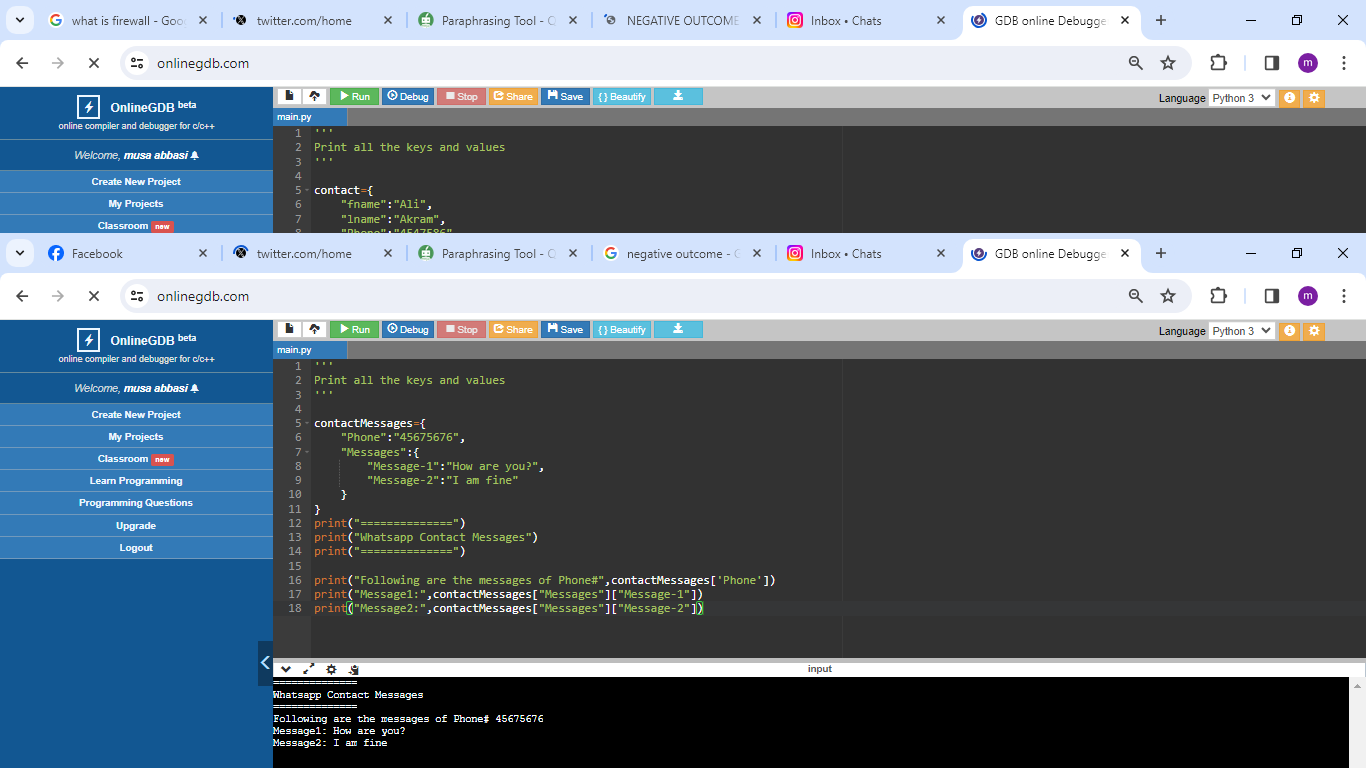 what is firewall - Goo
twitter.com/home
Paraphrasing Tool - Q
NEGATIVE OUTCOME
Inbox • Chats
GDB online Debugge
onlinegdb.com
m
OnlineGDB beta
online compiler and debugger for c/c++
Welcome, musa abbasi
Create New Project
My Projects
Classroom new
Run Debug Stop Share Save { } Beautify
Language Python 3
main.py
1 '''
2 Print all the keys and values
3 '''
4
5 contact={
6 "fname":"Ali",
7 "lname":"Akram",
8 "Phone":"4547586"
Facebook
twitter.com/home
Paraphrasing Tool - Q
negative outcome - G
Inbox • Chats
GDB online Debugge
onlinegdb.com
m
OnlineGDB beta
online compiler and debugger for c/c++
Welcome, musa abbasi
Create New Project
My Projects
Classroom new
Learn Programming
Programming Questions
Upgrade
Logout
Run Debug Stop Share Save { } Beautify
Language Python 3
main.py
1 '''
2 Print all the keys and values
3 '''
4
5 contactMessages={
6 "Phone":"45675676",
7 "Messages":{
8 "Message-1":"How are you?",
9 "Message-2":"I am fine"
10 }
11 }
12 print("==============")
13 print("Whatsapp Contact Messages")
14 print("==============")
15
16 print("Following are the messages of Phone#",contactMessages['Phone'])
17 print("Message1:",contactMessages["Messages"]["Message-1"])
18 print("Message2:",contactMessages["Messages"]["Message-2"])
input
==============
Whatsapp Contact Messages
==============
Following are the messages of Phone# 45675676
Message1: How are you?
Message2: I am fine